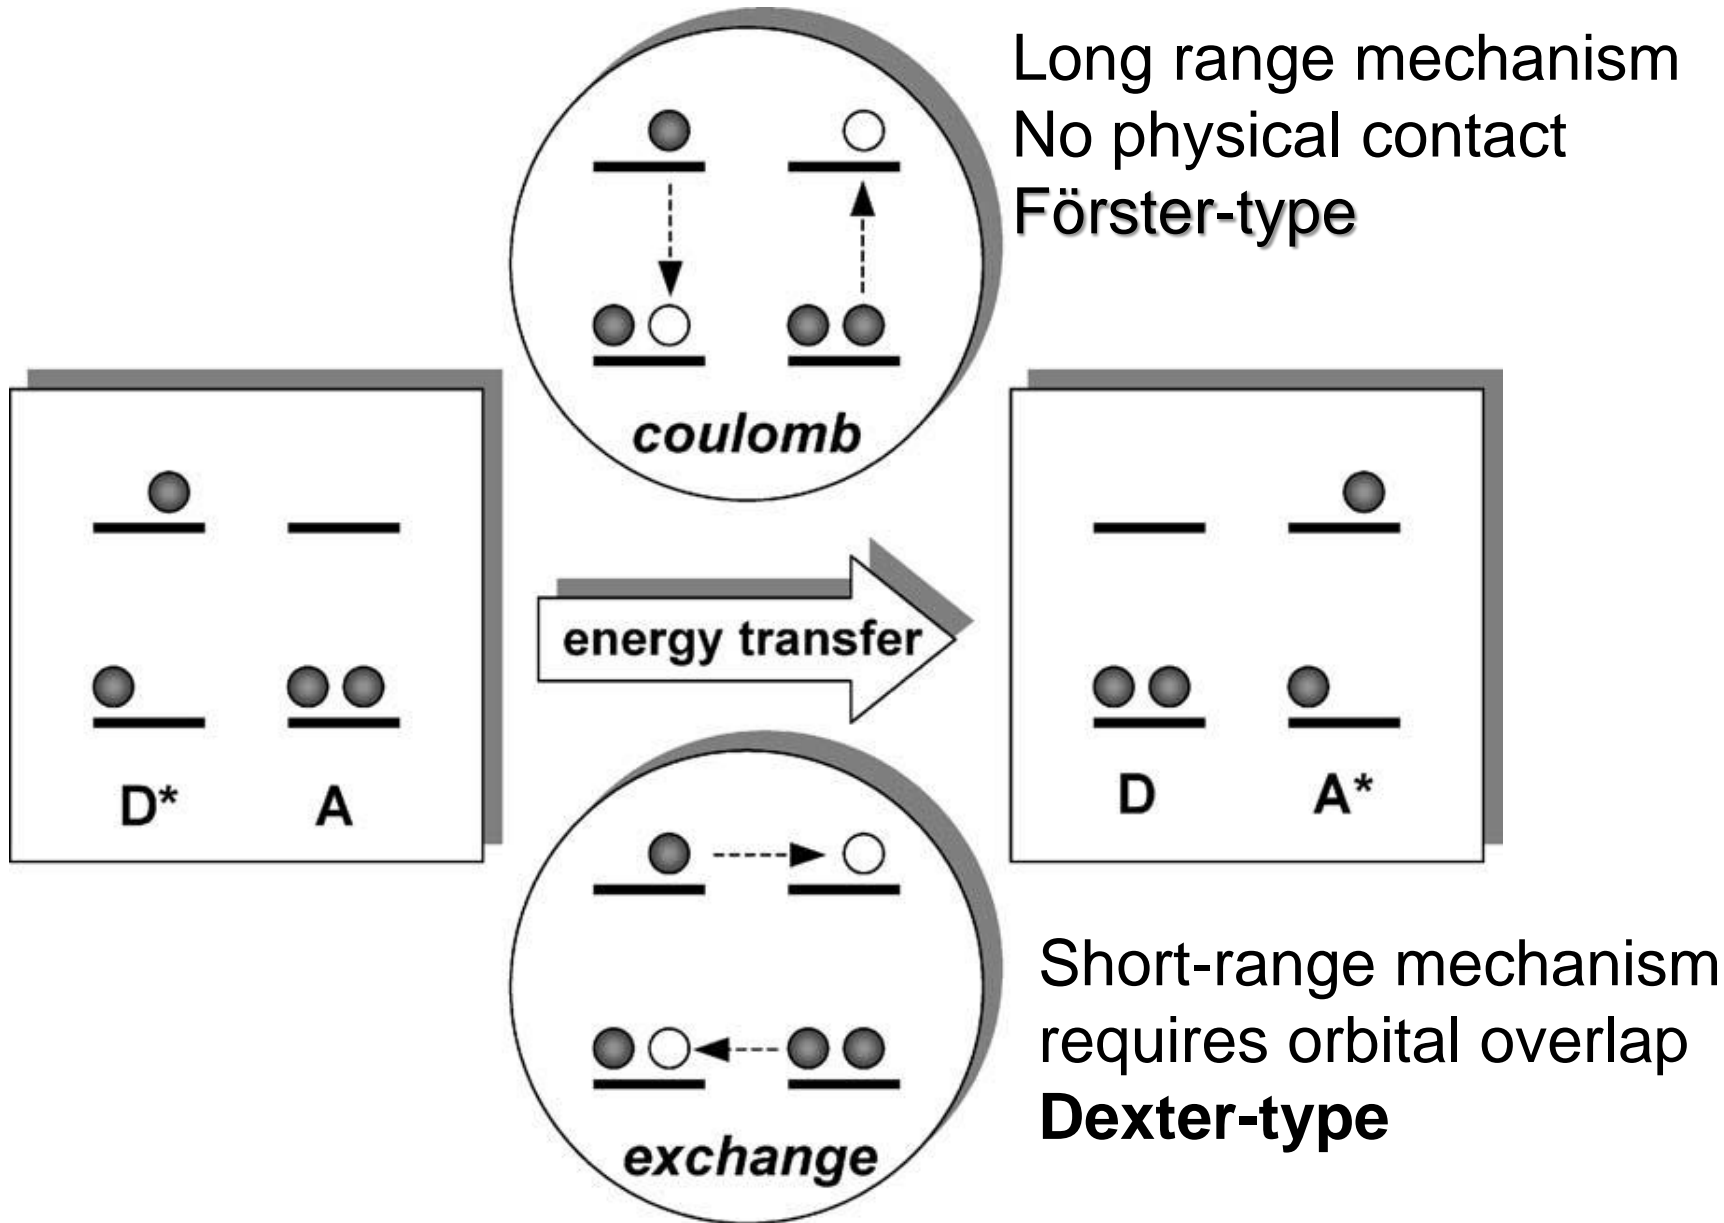 Long range mechanism
No physical contact
Förster-type
coulomb
energy transfer
D* A
D A*
exchange
Short-range mechanism
requires orbital overlap
Dexter-type